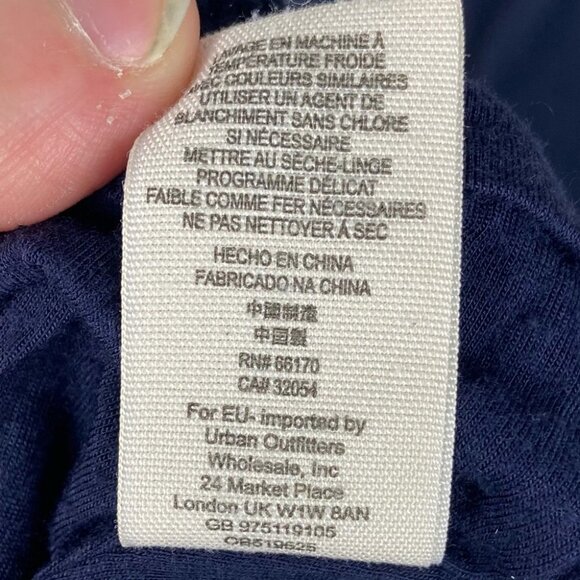 EN MACHINE À
TEMPÉRATURE FROIDE
COULEURS SIMILAIRES
UTILISER UN AGENT DE
BLANCHIMENT SANS CHLORE
SI NÉCESSAIRE
METTRE AU SÈCHE-LINGE
PROGRAMME DÉLICAT
FAIBLE COMME FER NÉCESSAIRES
NE PAS NETTOYER À SEC
HECHO EN CHINA
FABRICADO NA CHINA
中國製造
中国製
RN# 66170
CA# 32054
For EU- imported by
Urban Outfitters
Wholesale, Inc
24 Market Place
London UK W1W 8AN
GB 975119105